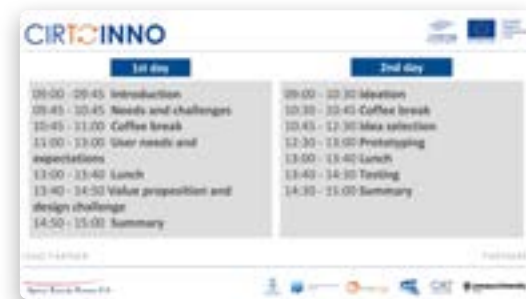 CIRTOINNO
1st day
09:00 - 09:45 Introduction
09:45 - 10:45 Needs and challenges
10:45 - 11:00 Coffee break
11:00 - 13:00 User needs and
expectations
13:00 - 13:40 Lunch
13:40 - 14:50 Value proposition and
design challenge
14:50 - 15:00 Summary
2nd day
09:00 - 10:30 Ideation
10:30 - 10:45 Coffee break
10:45 - 12:30 Idea selection
12:30 - 13:00 Prototyping
13:00 - 13:40 Lunch
13:40 - 14:30 Testing
14:30 - 15:00 Summary
LEAD PARTNER
PARTNERS